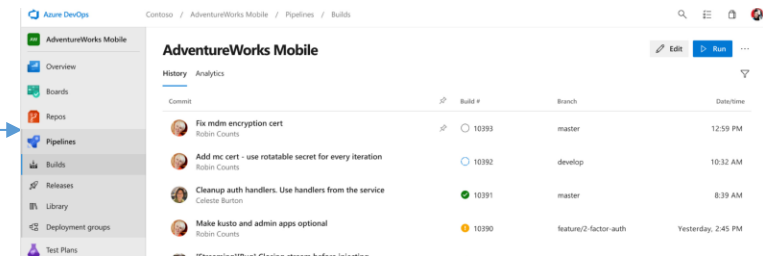 Azure DevOps
Contoso / AdventureWorks Mobile / Pipelines / Builds
AW AdventureWorks Mobile
Overview
Boards
Repos
Pipelines
Builds
Releases
Library
Deployment groups
Test Plans
AdventureWorks Mobile
Edit Run ...
History Analytics
Commit Build # Branch Date/time
Fix mdm encryption cert
Robin Counts
10393 master 12:59 PM
Add mc cert - use rotatable secret for every iteration
Robin Counts
10392 develop 10:32 AM
Cleanup auth handlers. Use handlers from the service
Celeste Burton
10391 master 8:39 AM
Make kusto and admin apps optional
Robin Counts
10390 feature/2-factor-auth Yesterday, 2:45 PM